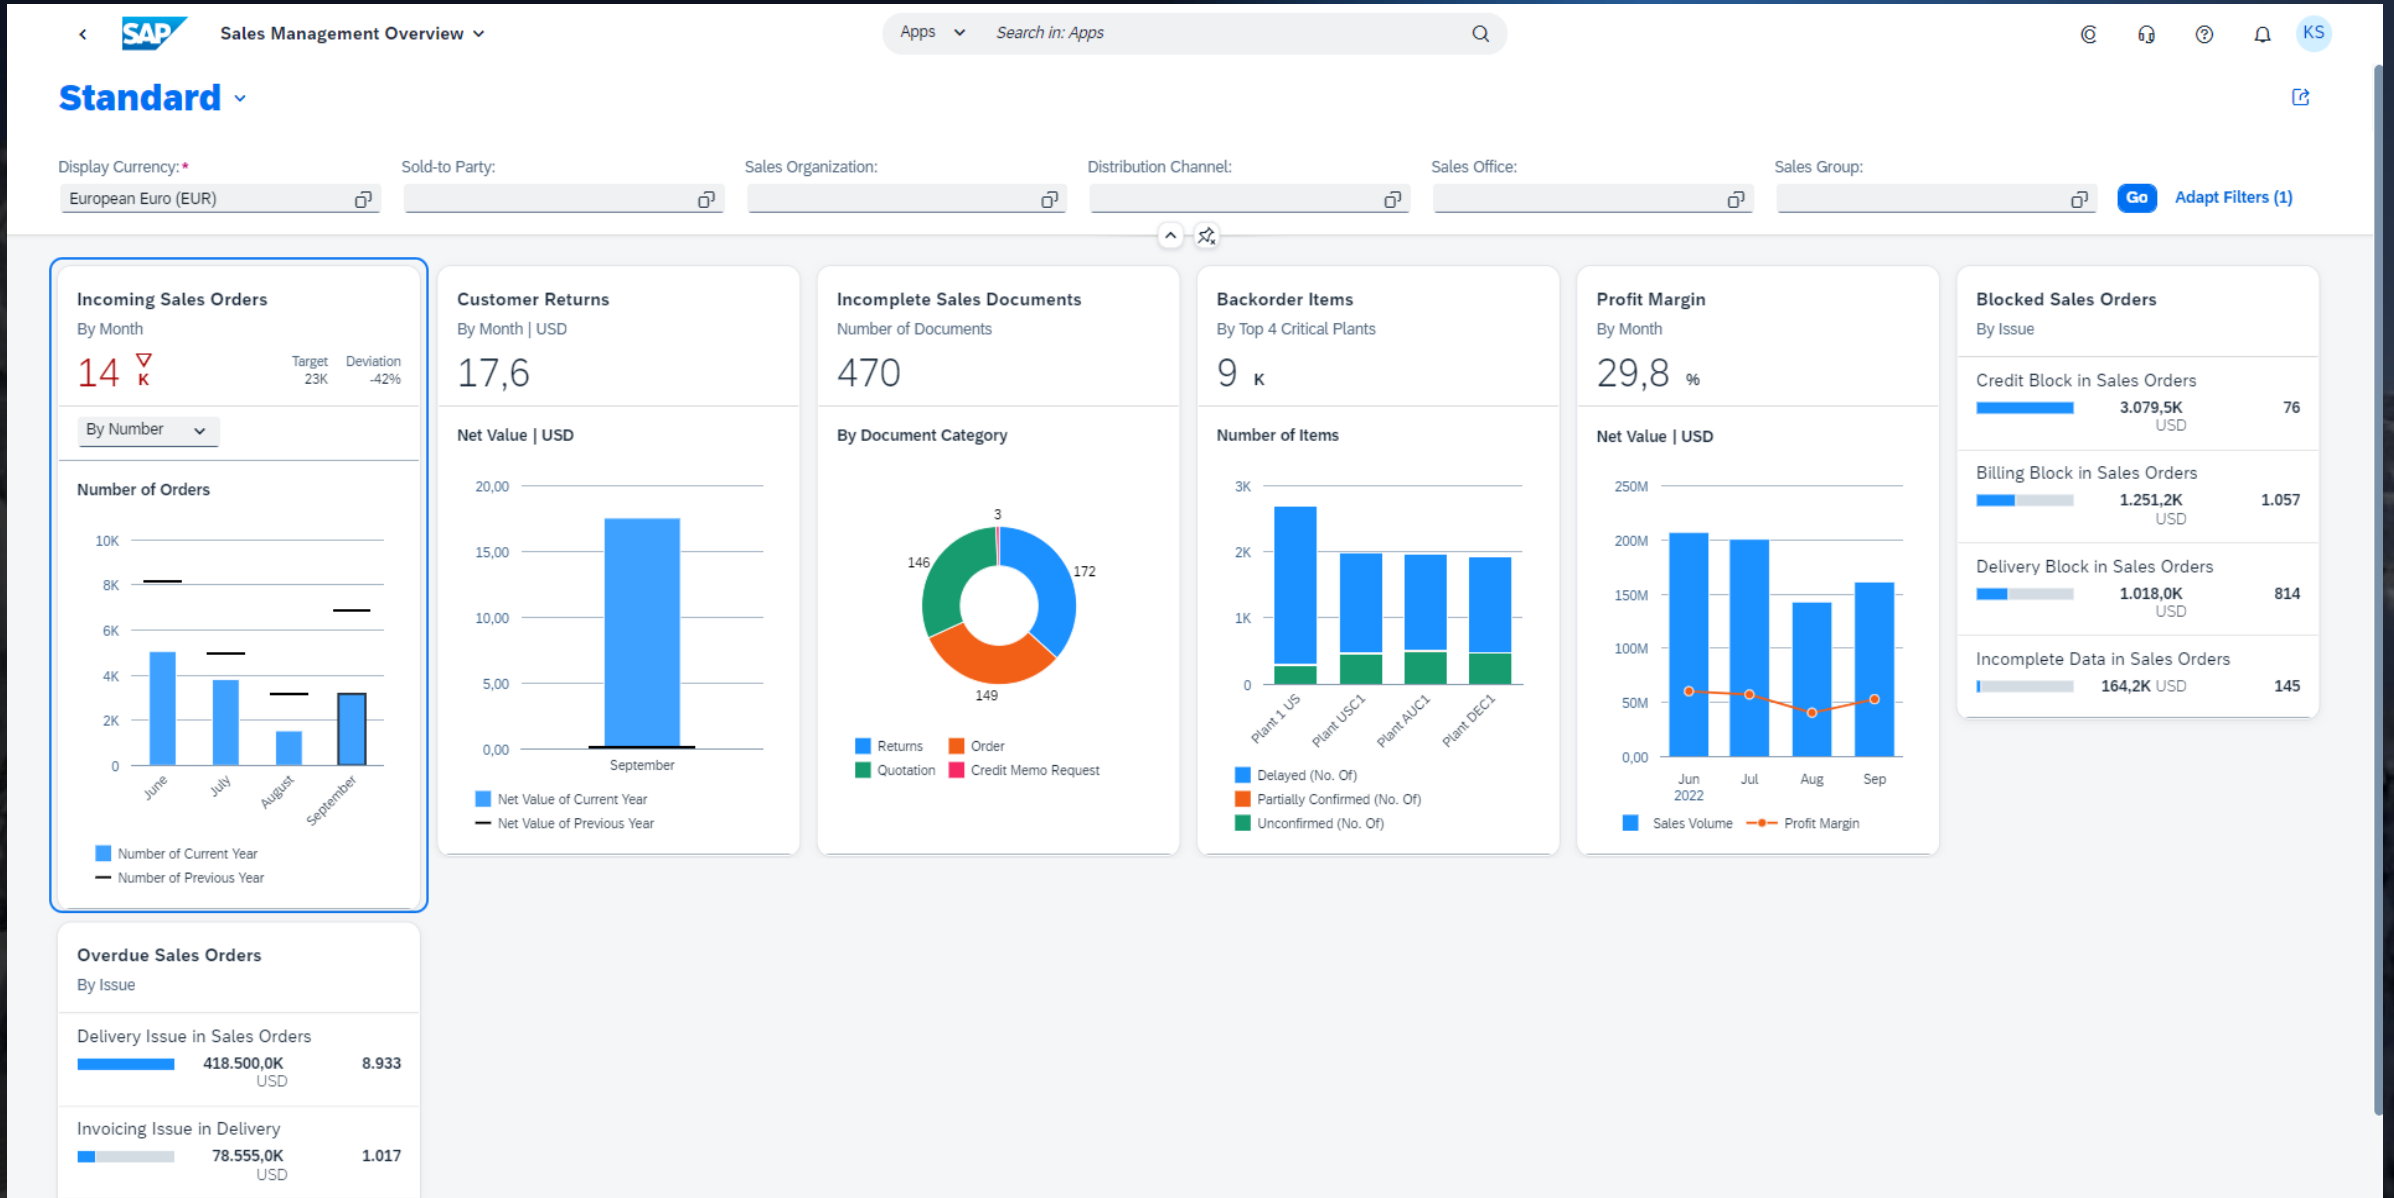 SAP
Sales Management Overview
Apps
Search in: Apps
KS
Standard
Display Currency:*
Sold-to Party:
Sales Organization:
Distribution Channel:
Sales Office:
Sales Group:
European Euro (EUR)
Go
Adapt Filters (1)
Incoming Sales Orders
By Month
14 K
Target
23K
Deviation
-42%
By Number
Number of Orders
10K
8K
6K
4K
2K
0
June
July
August
September
Number of Current Year
Number of Previous Year
Customer Returns
By Month | USD
17,6
Net Value | USD
20,00
15,00
10,00
5,00
0,00
September
Net Value of Current Year
Net Value of Previous Year
Incomplete Sales Documents
Number of Documents
470
By Document Category
3
146
172
149
Returns
Order
Quotation
Credit Memo Request
Backorder Items
By Top 4 Critical Plants
9 K
Number of Items
3K
2K
1K
0
Plant 1 US
Plant USC1
Plant AUC1
Plant DEC1
Delayed (No. Of)
Partially Confirmed (No. Of)
Unconfirmed (No. Of)
Profit Margin
By Month
29,8 %
Net Value | USD
250M
200M
150M
100M
50M
0,00
Jun
2022
Jul
Aug
Sep
Sales Volume
Profit Margin
Blocked Sales Orders
By Issue
Credit Block in Sales Orders
3.079,5K
USD
76
Billing Block in Sales Orders
1.251,2K
USD
1.057
Delivery Block in Sales Orders
1.018,0K
USD
814
Incomplete Data in Sales Orders
164,2K USD
145
Overdue Sales Orders
By Issue
Delivery Issue in Sales Orders
418.500,0K
USD
8.933
Invoicing Issue in Delivery
78.555,0K
USD
1.017